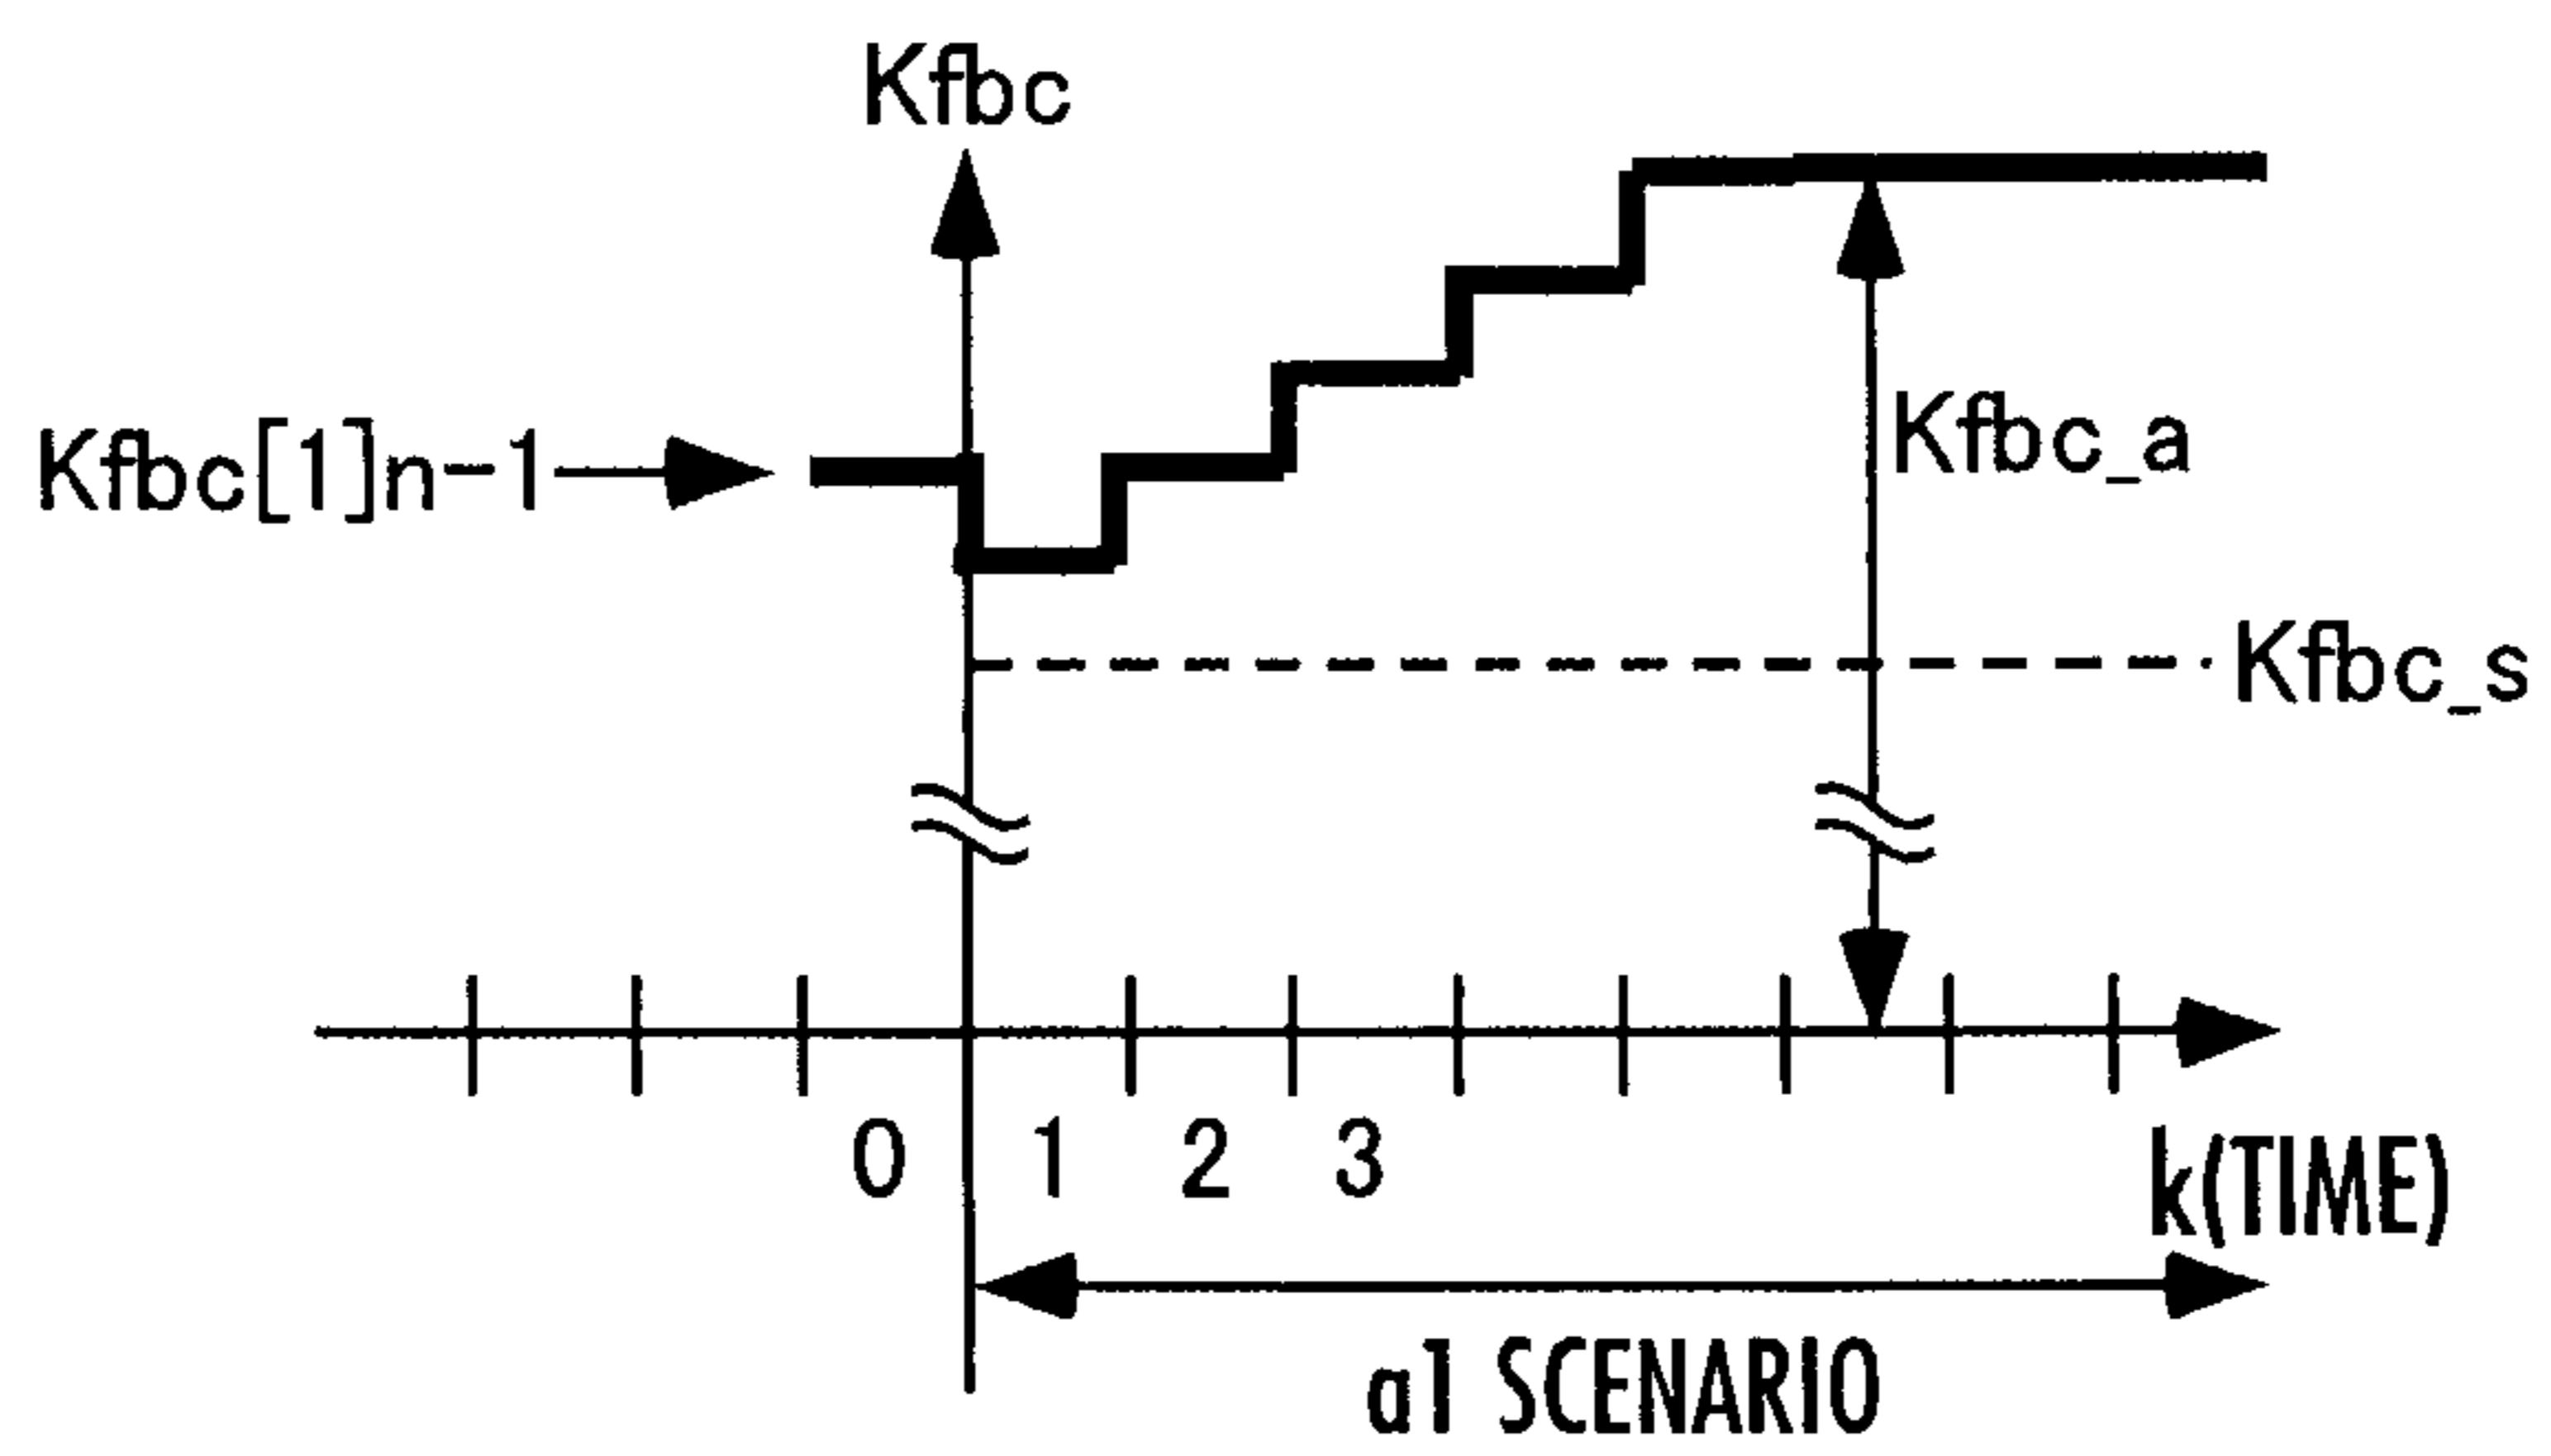 Kfbc
Kfbc[1]n-1
Kfbc_a
Kfbc_s
0 1 2 3
k(TIME)
a1 SCENARIO